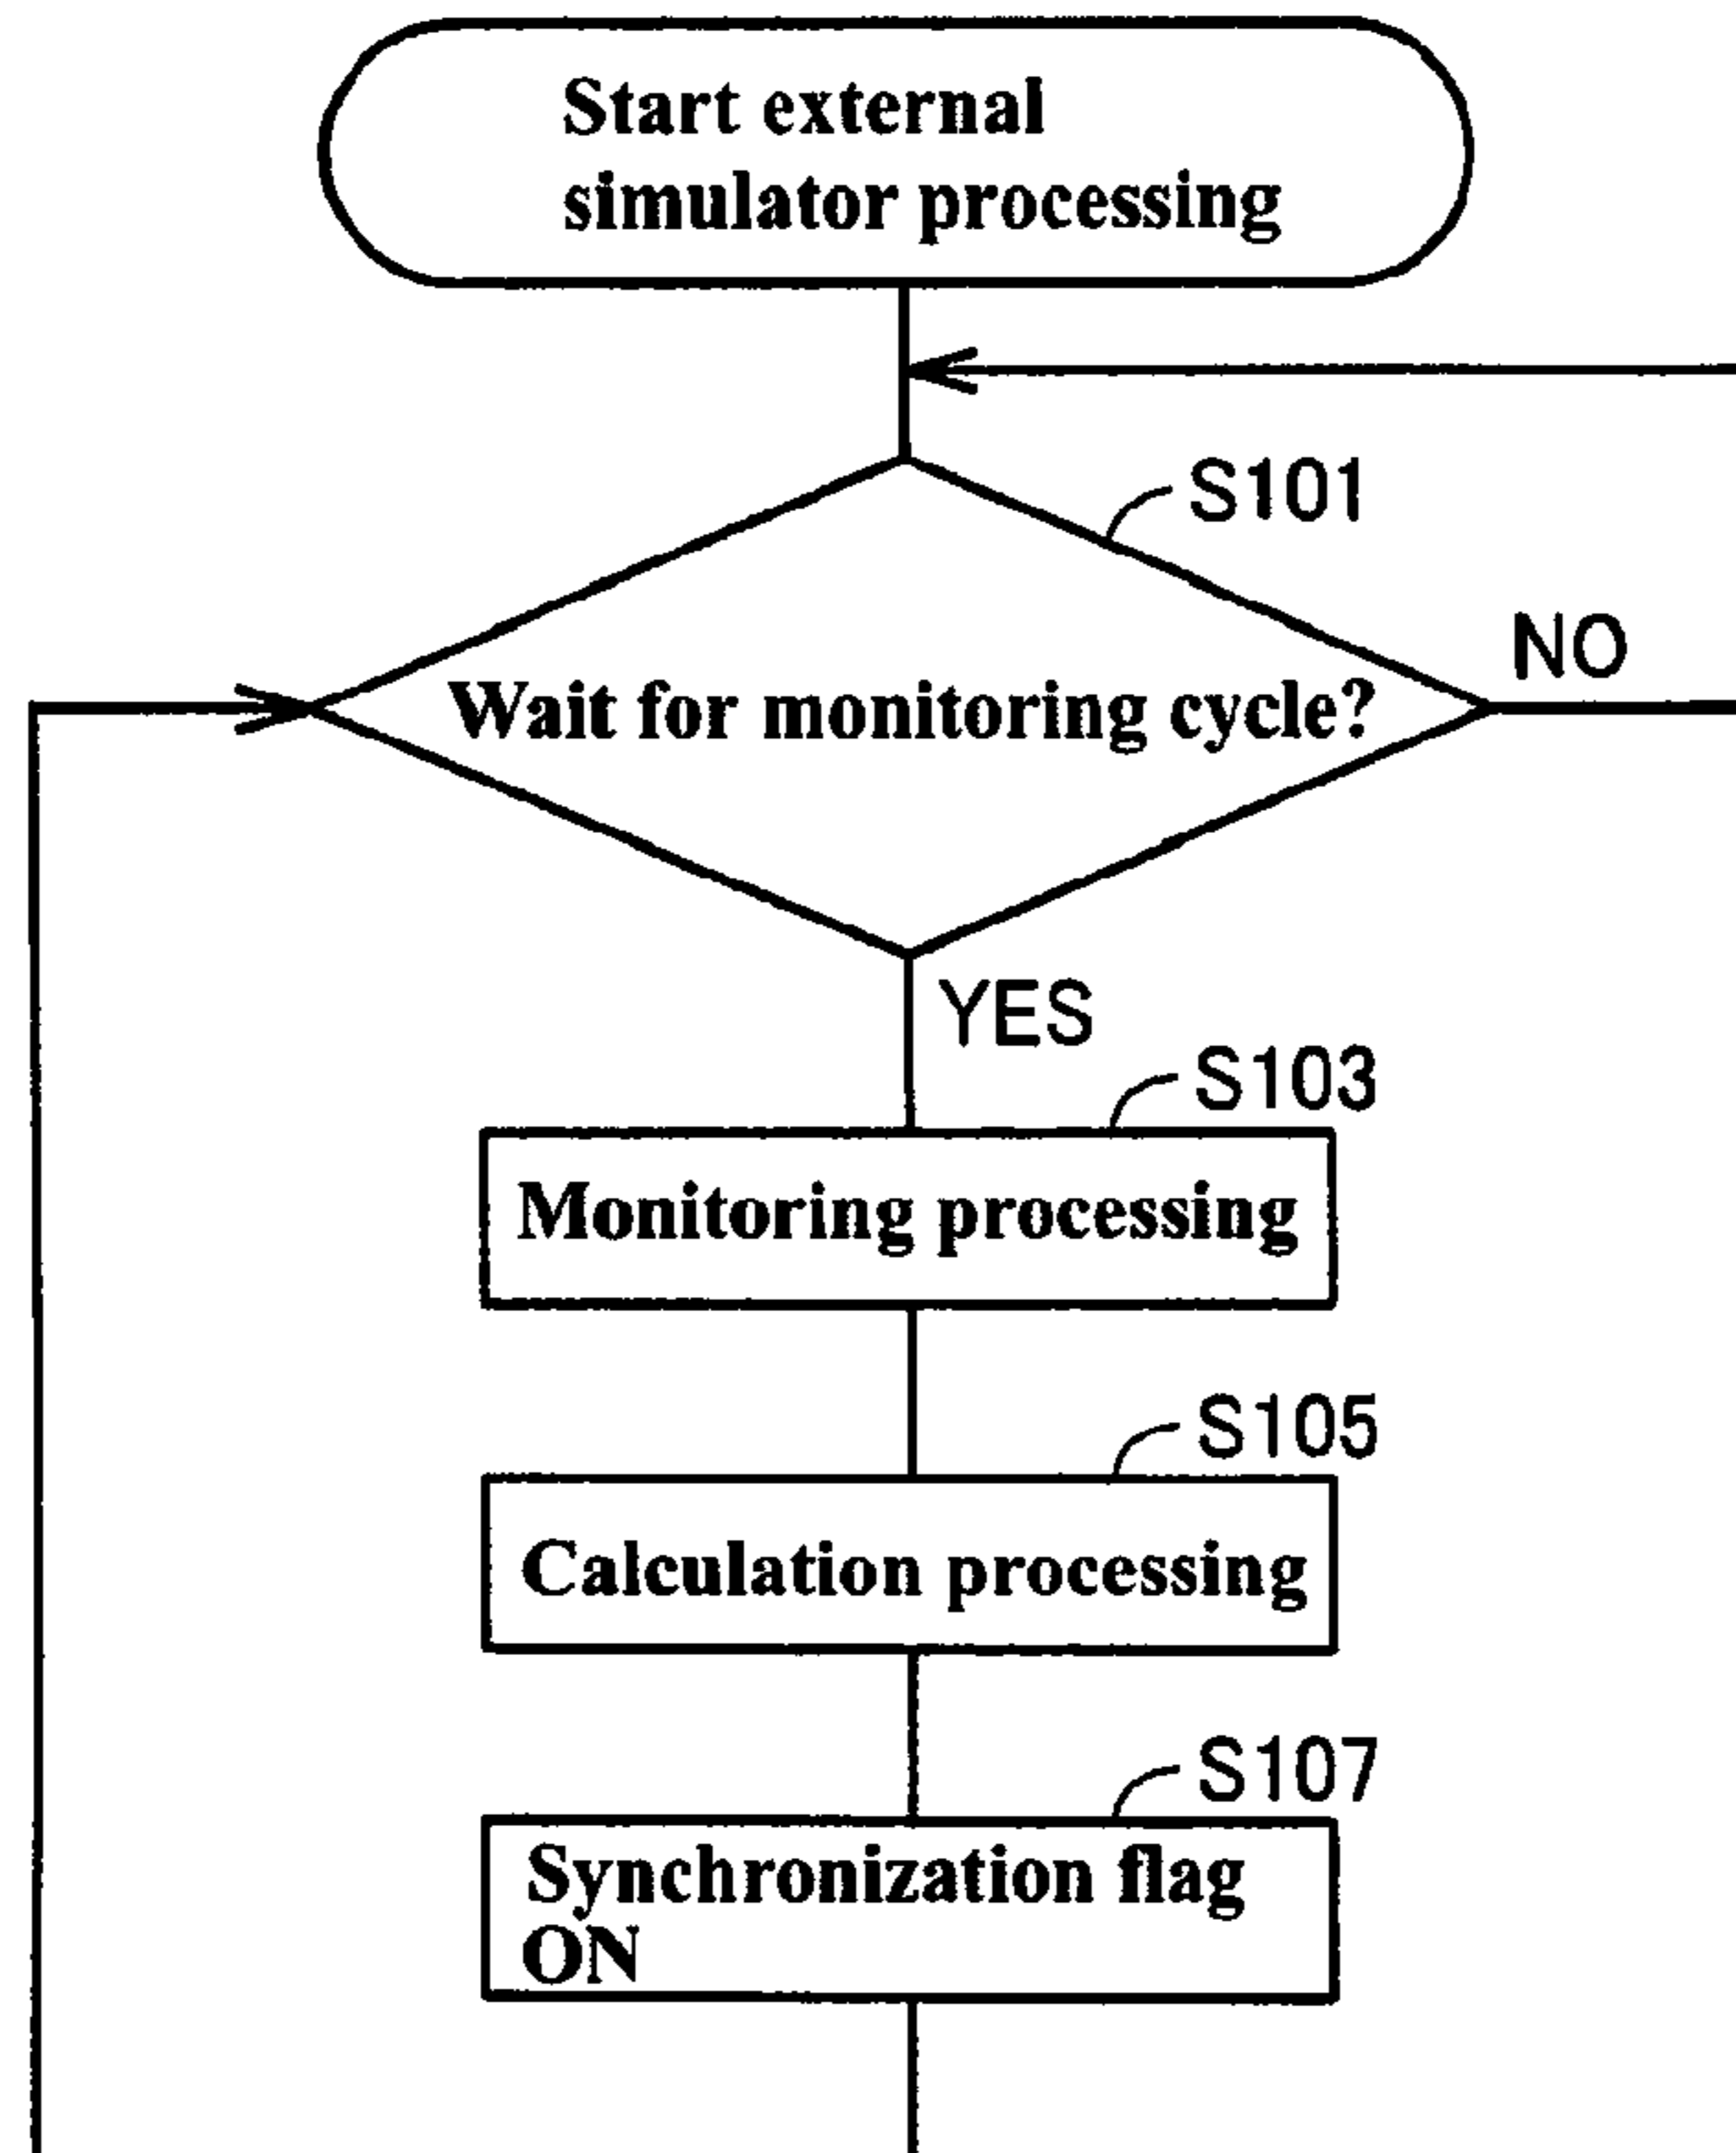 Start external
simulator processing
S101
NO
Wait for monitoring cycle?
YES
S103
Monitoring processing
S105
Calculation processing
S107
Synchronization flag
ON